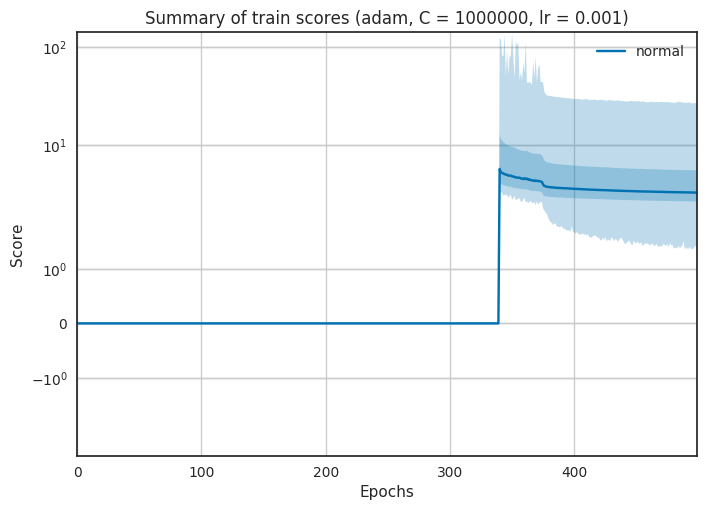 Summary of train scores (adam, C = 1000000, lr = 0.001)
normal
10²
10¹
10⁰
0
−10⁰
Score
0 100 200 300 400
Epochs